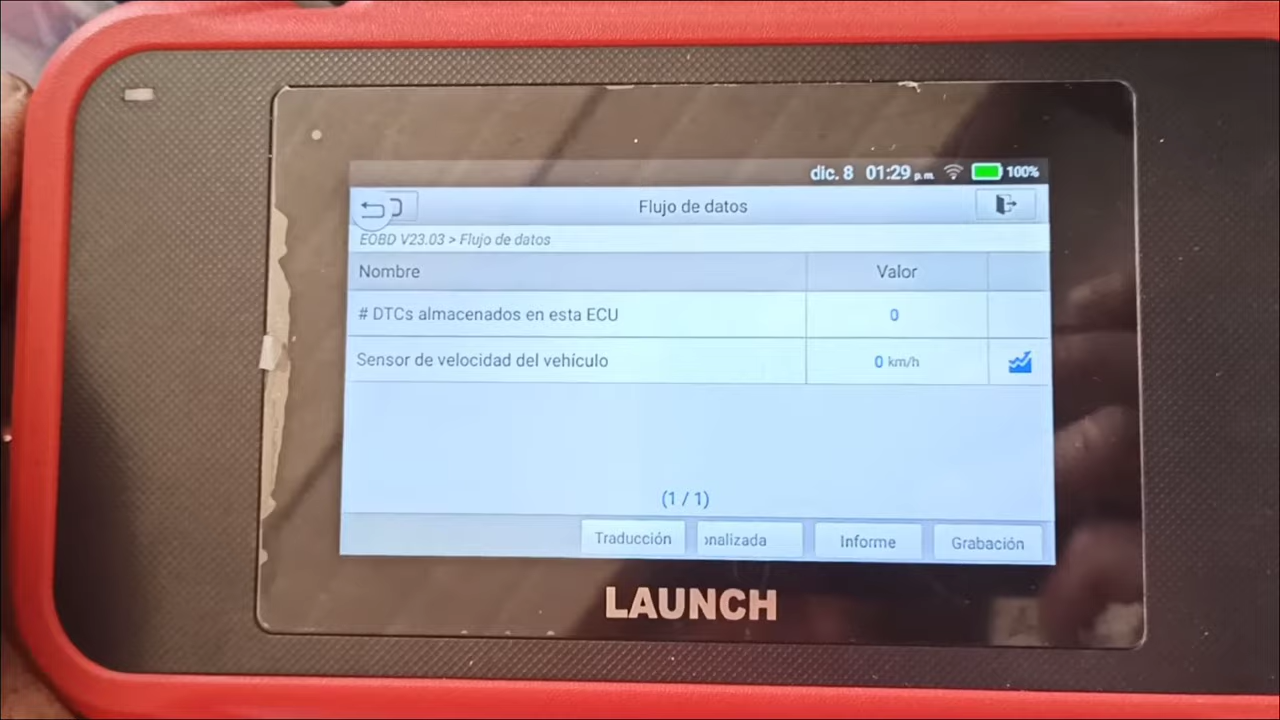 dic. 8 01:29 p.m. 100%
Flujo de datos
EOBD V23.03 > Flujo de datos
Nombre Valor
# DTCs almacenados en esta ECU 0
Sensor de velocidad del vehículo 0 km/h
(1 / 1)
Traducción onalizada Informe Grabación
LAUNCH